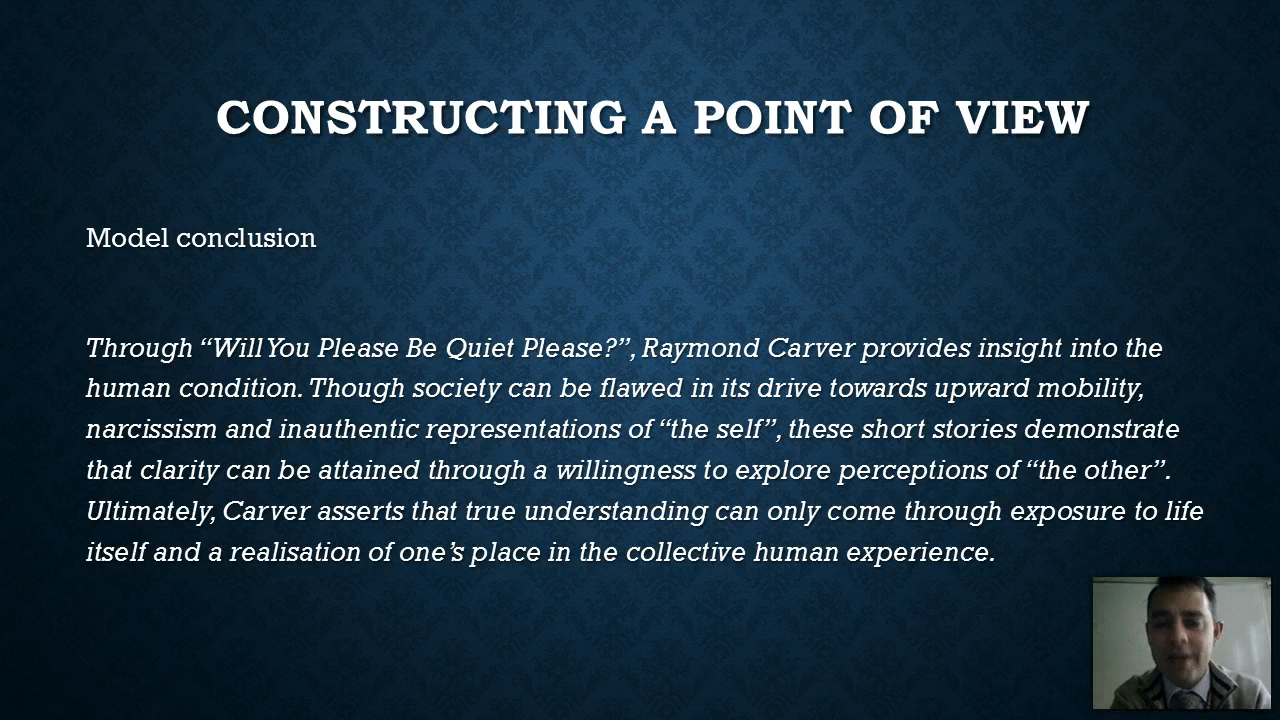 CONSTRUCTING A POINT OF VIEW
Model conclusion
Through “Will You Please Be Quiet Please?”, Raymond Carver provides insight into the
human condition. Though society can be flawed in its drive towards upward mobility,
narcissism and inauthentic representations of “the self”, these short stories demonstrate
that clarity can be attained through a willingness to explore perceptions of “the other”.
Ultimately, Carver asserts that true understanding can only come through exposure to life
itself and a realisation of one’s place in the collective human experience.